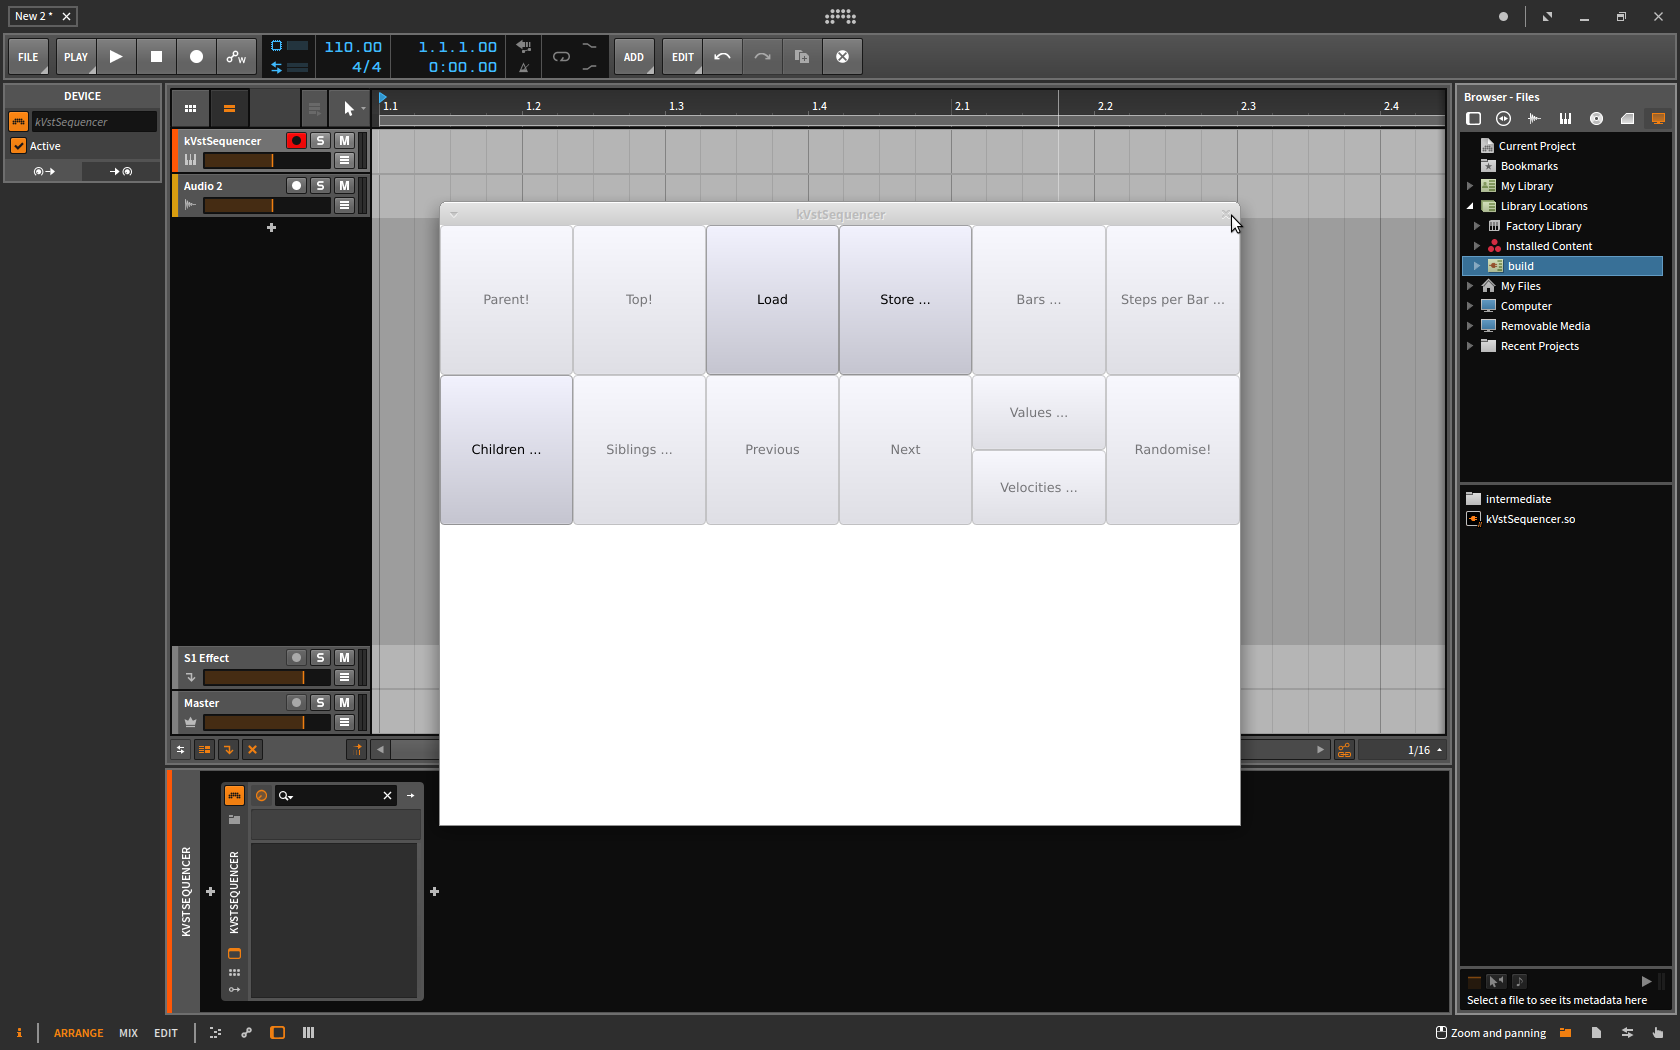 New 2 *
FILE
PLAY
110.00
4/4
1.1.1.00
0:00.00
ADD
EDIT
DEVICE
kVstSequencer
Active
1.1
1.2
1.3
1.4
2.1
2.2
2.3
2.4
kVstSequencer
S
M
Audio 2
S
M
kVstSequencer
Parent!
Top!
Load
Store ...
Bars ...
Steps per Bar ...
Children ...
Siblings ...
Previous
Next
Values ...
Velocities ...
Randomise!
S1 Effect
S
M
Master
S
M
1/16
KVSTSEQUENCER
KVSTSEQUENCER
Browser - Files
Current Project
Bookmarks
My Library
Library Locations
Factory Library
Installed Content
build
My Files
Computer
Removable Media
Recent Projects
intermediate
kVstSequencer.so
Select a file to see its metadata here
i
ARRANGE
MIX
EDIT
Zoom and panning